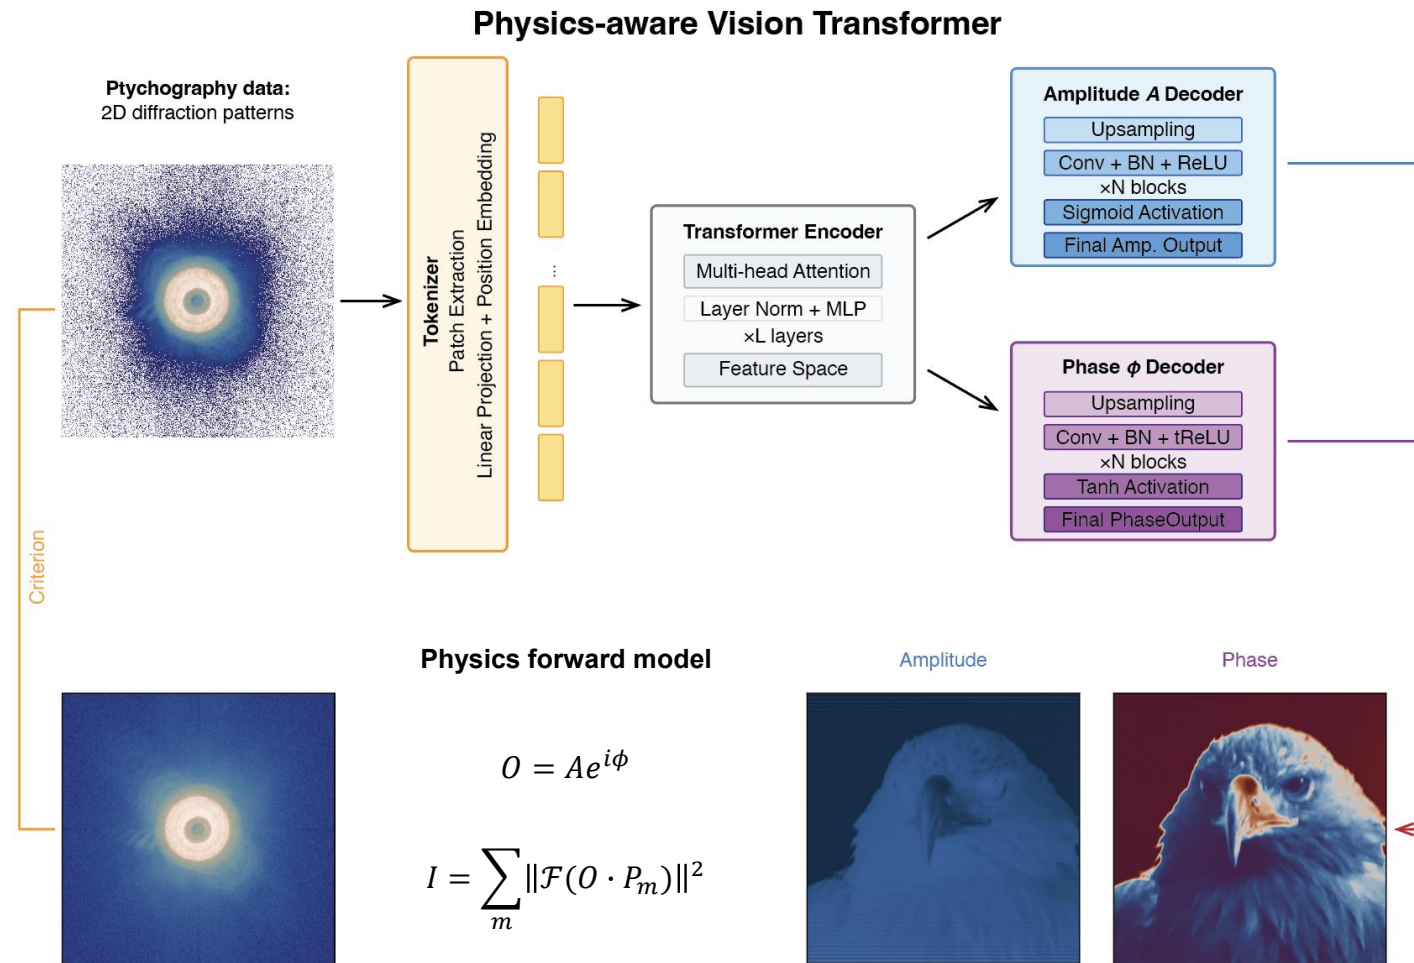 Physics-aware Vision Transformer
Ptychography data:
2D diffraction patterns
Tokenizer
Patch Extraction
Linear Projection + Position Embedding
...
Transformer Encoder
Multi-head Attention
Layer Norm + MLP
×L layers
Feature Space
Amplitude A Decoder
Upsampling
Conv + BN + ReLU
×N blocks
Sigmoid Activation
Final Amp. Output
Phase ϕ Decoder
Upsampling
Conv + BN + tReLU
×N blocks
Tanh Activation
Final PhaseOutput
Criterion
Physics forward model
O = Ae^{iϕ}
I = ∑_m ‖ℱ(O · P_m)‖²
Amplitude
Phase